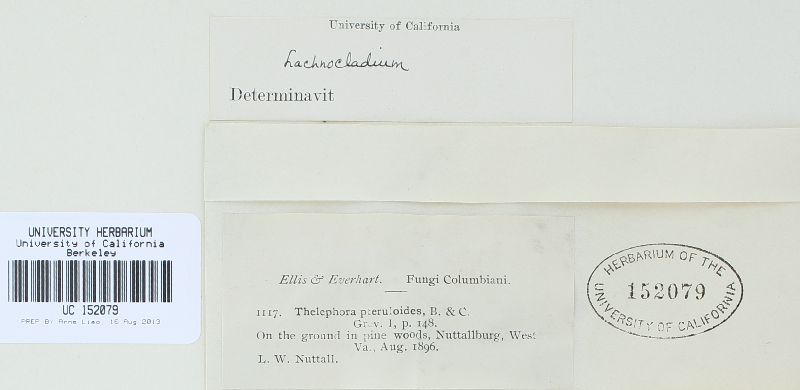 University of California
Lachnocladium
Determinavit
UNIVERSITY HERBARIUM
University of California
Berkeley
UC 152079
PREP BY Anna Liao, 16 Aug 2013
Ellis & Everhart. Fungi Columbiani.
1117. Thelephora pteruloides, B. & C.
Grev. I, p. 148.
On the ground in pine woods, Nuttallburg, West
Va., Aug. 1896.
L. W. Nuttall.
HERBARIUM OF THE
152079
UNIVERSITY OF CALIFORNIA